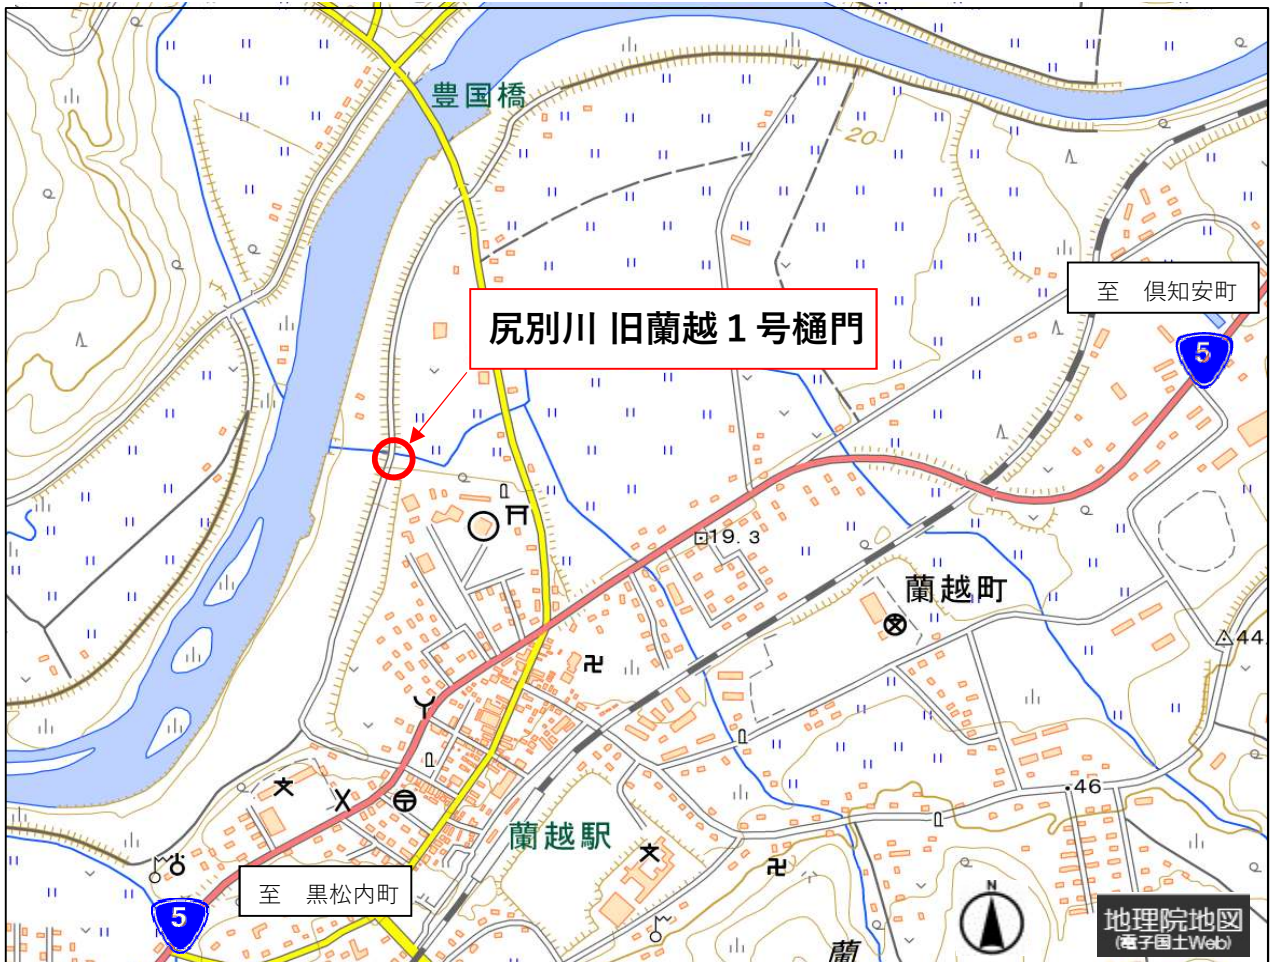 豊国橋
20
至 倶知安町
5
尻別川 旧蘭越１号樋門
19.3
蘭越町
44
46
蘭越駅
至 黒松内町
5
N
蘭
地理院地図
(電子国土Web)